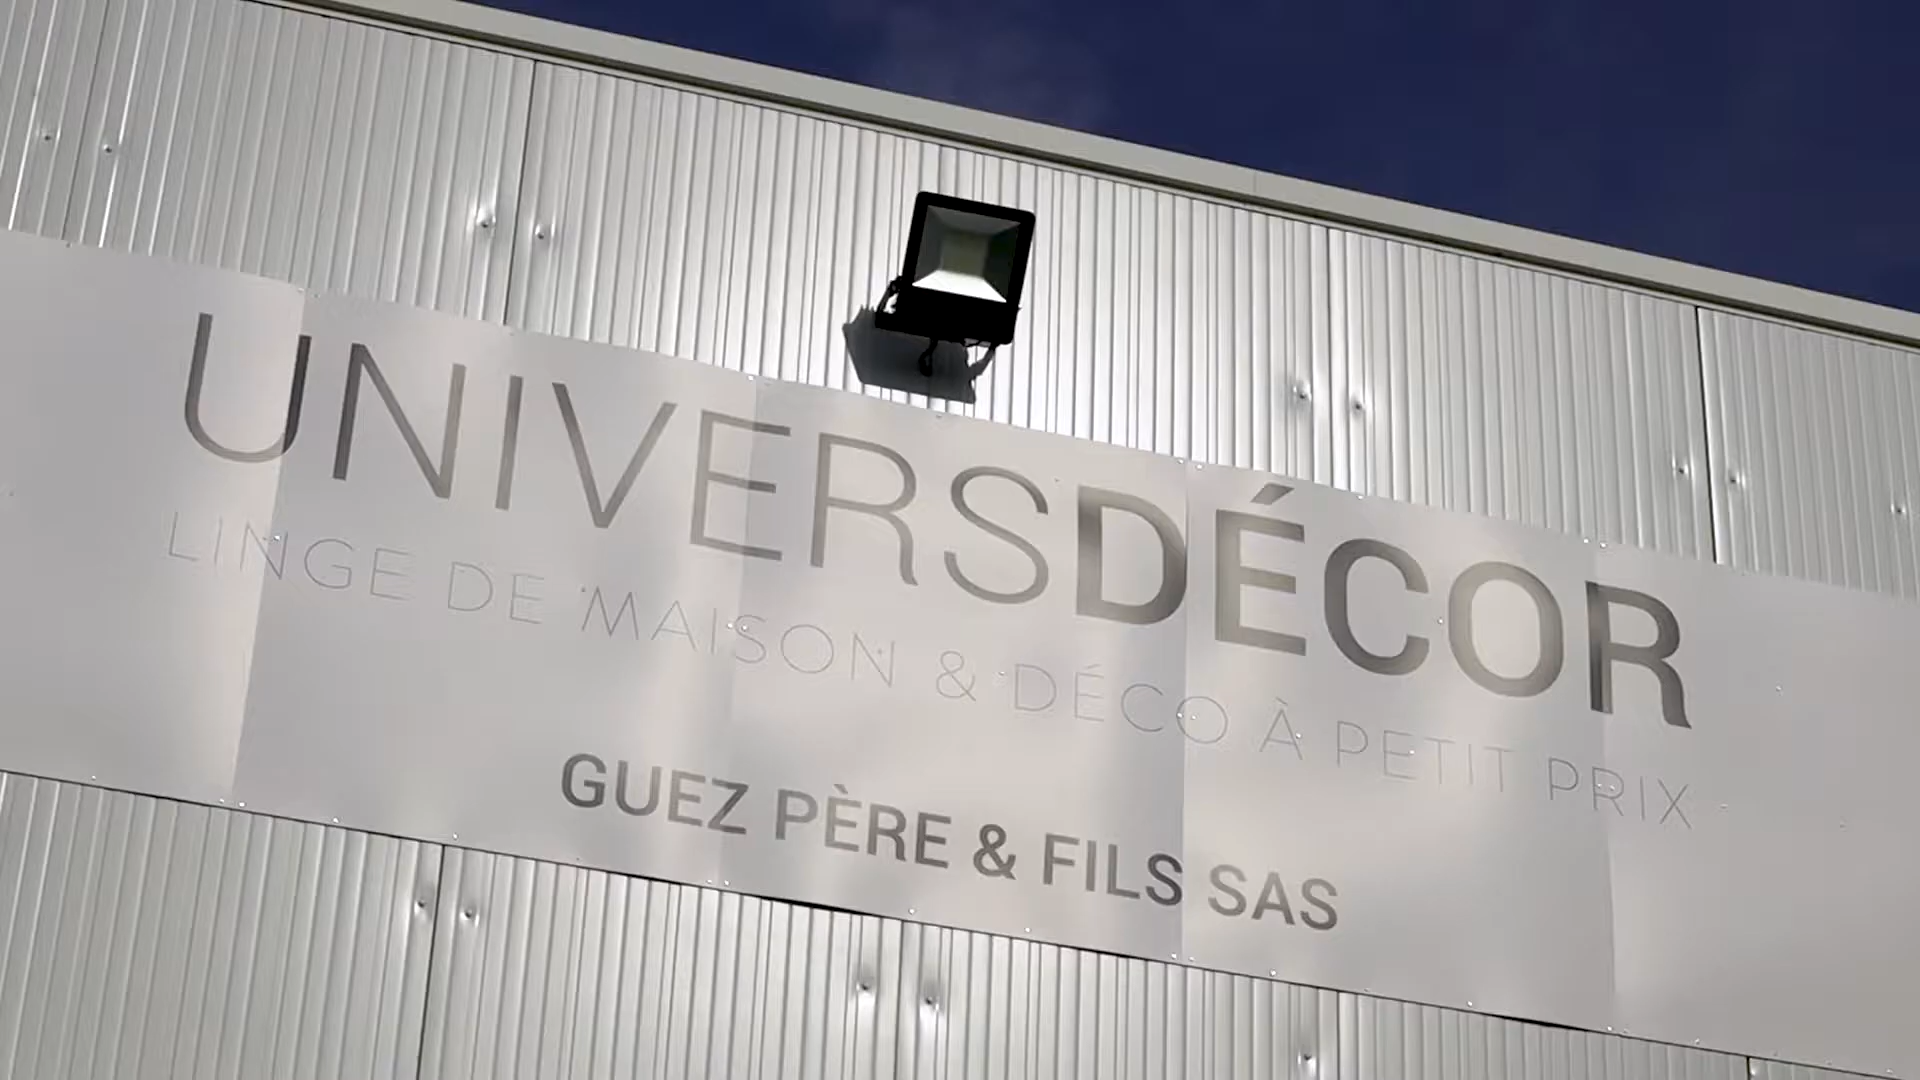 UNIVERSDÉCOR
LINGE DE MAISON & DÉCO À PETIT PRIX
GUEZ PÈRE & FILS SAS